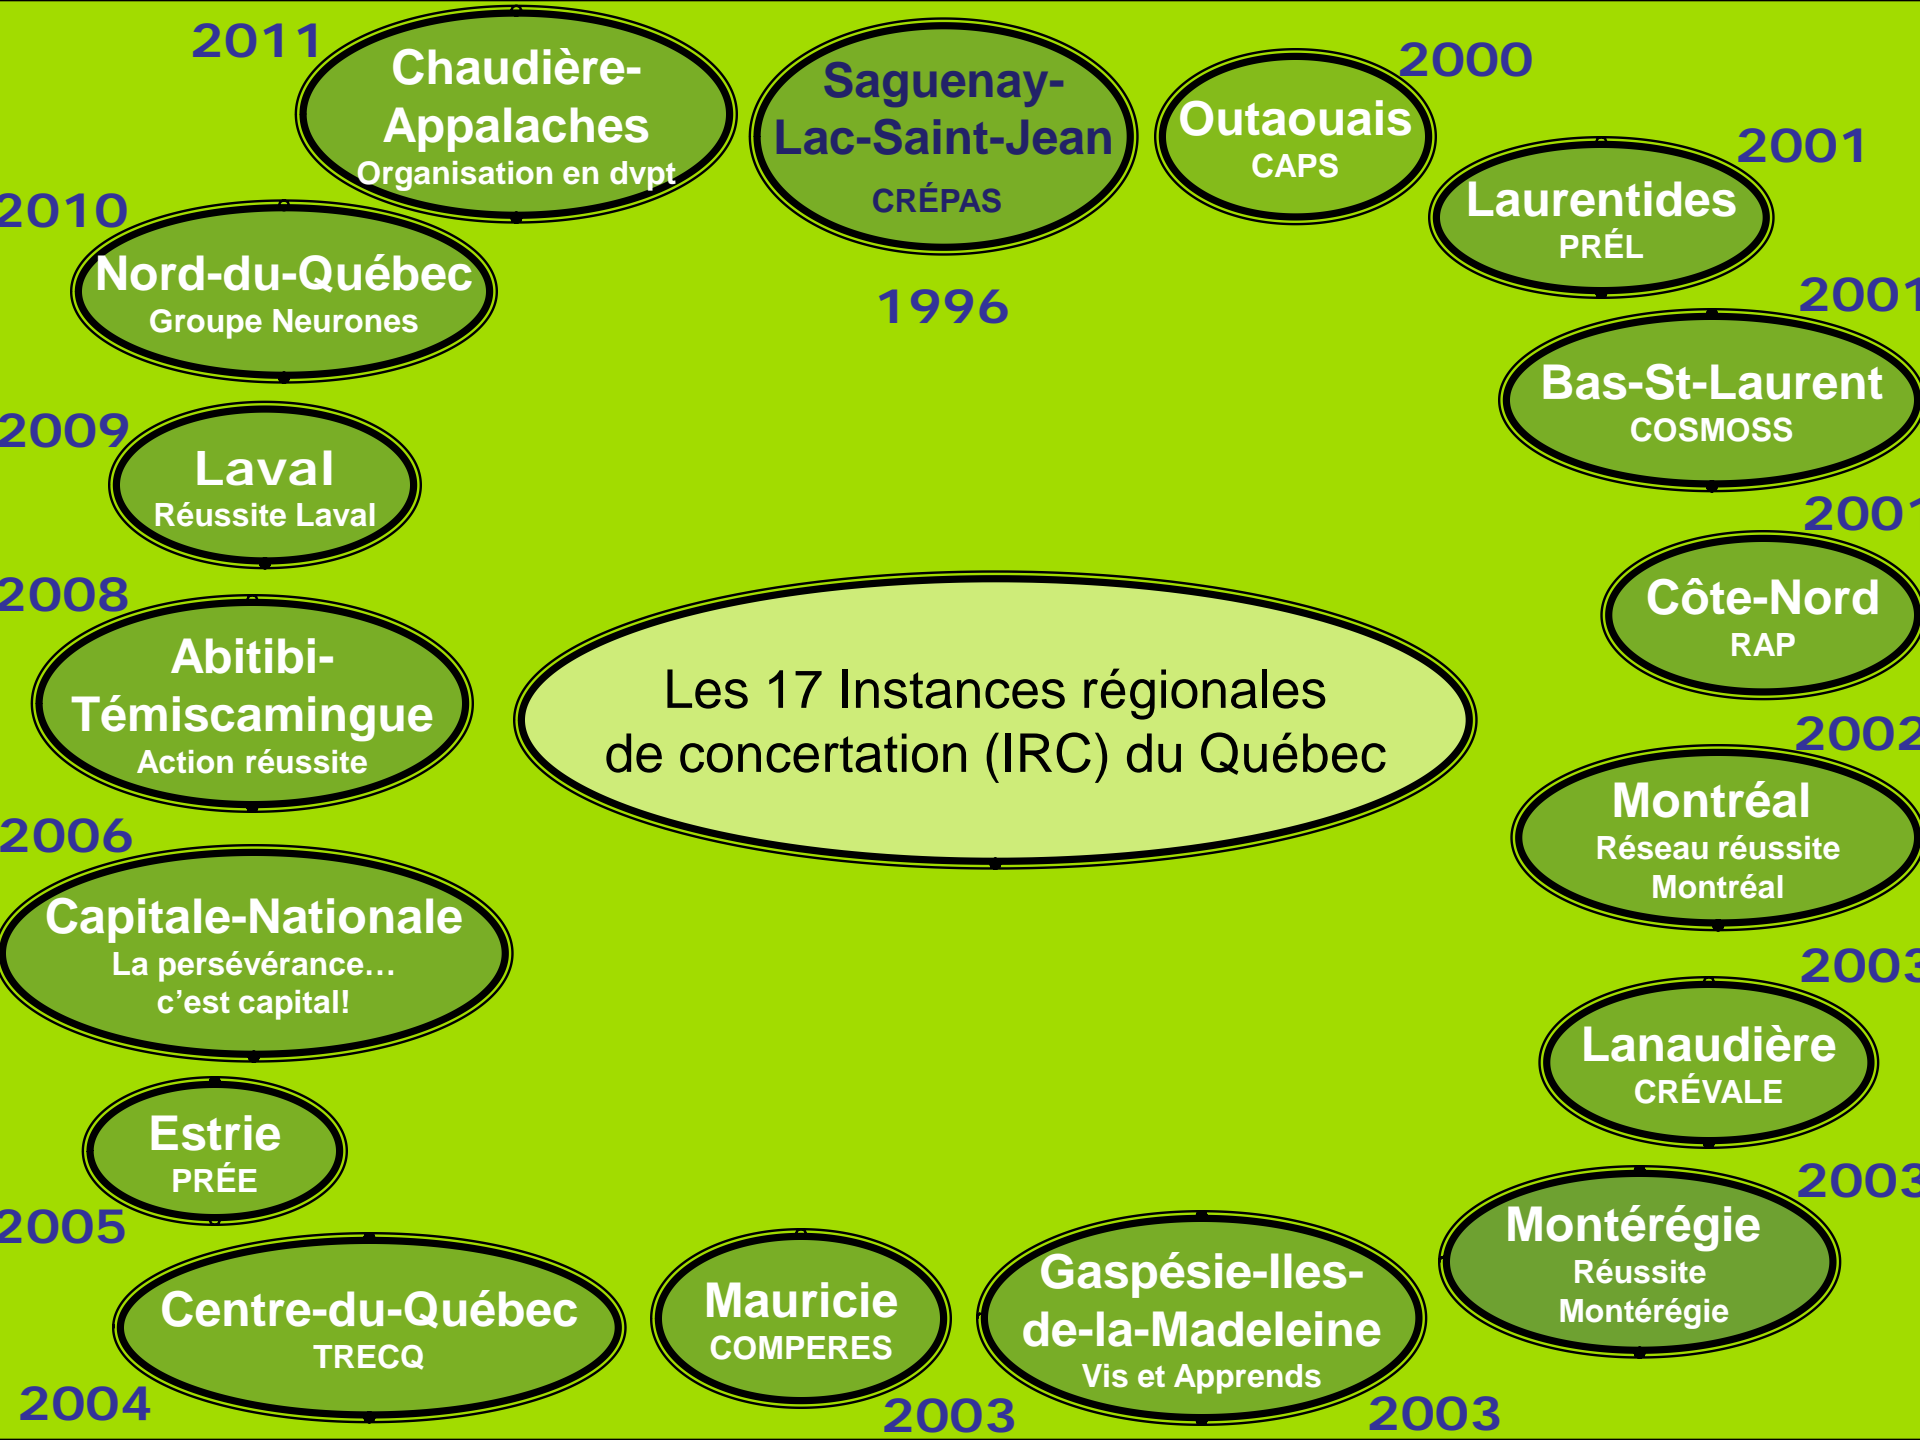 Les 17 Instances régionales
de concertation (IRC) du Québec
Saguenay-
Lac-Saint-Jean
CRÉPAS
1996
2000
Outaouais
CAPS
2001
Laurentides
PRÉL
2001
Bas-St-Laurent
COSMOSS
2001
Côte-Nord
RAP
2002
Montréal
Réseau réussite
Montréal
2003
Lanaudière
CRÉVALE
2003
Montérégie
Réussite
Montérégie
Gaspésie-Iles-
de-la-Madeleine
Vis et Apprends
2003
Mauricie
COMPERES
2003
Centre-du-Québec
TRECQ
2004
Estrie
PRÉE
2005
2006
Capitale-Nationale
La persévérance…
c’est capital!
2008
Abitibi-
Témiscamingue
Action réussite
2009
Laval
Réussite Laval
2010
Nord-du-Québec
Groupe Neurones
2011
Chaudière-
Appalaches
Organisation en dvpt